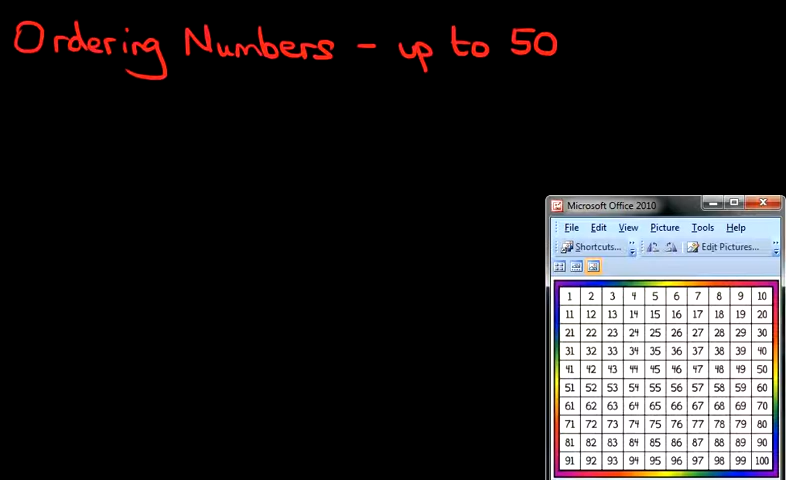 Ordering Numbers - up to 50
Microsoft Office 2010
File Edit View Picture Tools Help
Shortcuts... Edit Pictures...
1 2 3 4 5 6 7 8 9 10
11 12 13 14 15 16 17 18 19 20
21 22 23 24 25 26 27 28 29 30
31 32 33 34 35 36 37 38 39 40
41 42 43 44 45 46 47 48 49 50
51 52 53 54 55 56 57 58 59 60
61 62 63 64 65 66 67 68 69 70
71 72 73 74 75 76 77 78 79 80
81 82 83 84 85 86 87 88 89 90
91 92 93 94 95 96 97 98 99 100